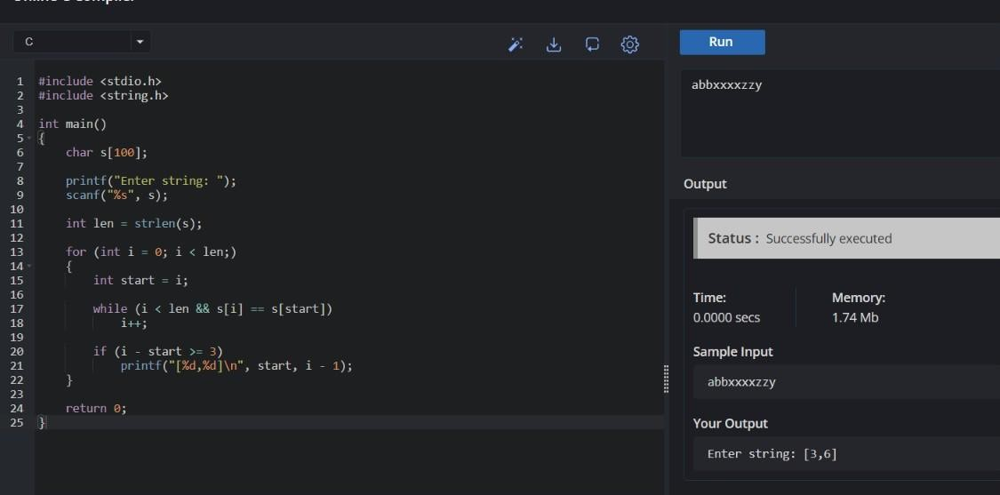 C
Run
1 #include <stdio.h>
2 #include <string.h>
3
4 int main()
5 {
6     char s[100];
7
8     printf("Enter string: ");
9     scanf("%s", s);
10
11     int len = strlen(s);
12
13     for (int i = 0; i < len;)
14     {
15         int start = i;
16
17         while (i < len && s[i] == s[start])
18             i++;
19
20         if (i - start >= 3)
21             printf("[%d,%d]\n", start, i - 1);
22     }
23
24     return 0;
25 }
abbxxxxzzy
Output
Status : Successfully executed
Time:
0.0000 secs
Memory:
1.74 Mb
Sample Input
abbxxxxzzy
Your Output
Enter string: [3,6]